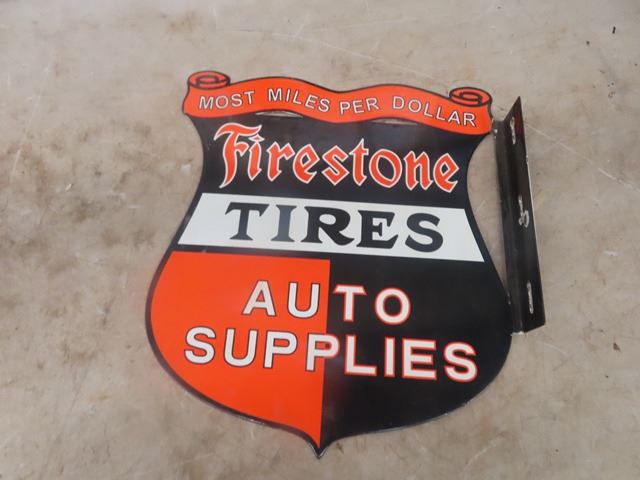 MOST MILES PER DOLLAR
Firestone
TIRES
AUTO
SUPPLIES